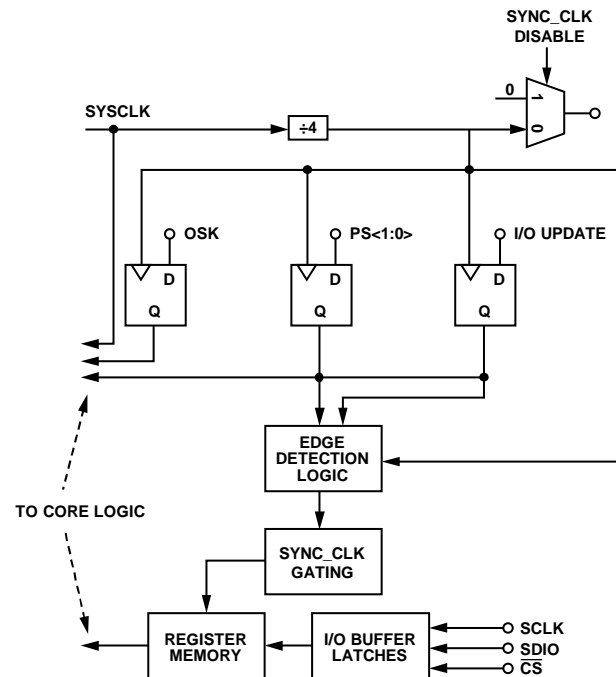 SYNC_CLK
DISABLE
0
1
SYSCLK
÷4
0
OSK
PS<1:0>
I/O UPDATE
D
D
D
Q
Q
Q
EDGE
DETECTION
LOGIC
TO CORE LOGIC
SYNC_CLK
GATING
REGISTER
MEMORY
I/O BUFFER
LATCHES
SCLK
SDIO
C̅S̅